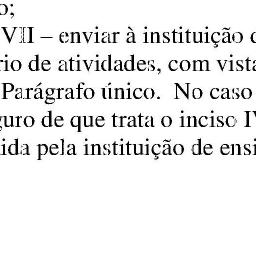 o;
VII – enviar à instituição d
rio de atividades, com vista
Parágrafo único. No caso
guro de que trata o inciso IV
ida pela instituição de ensi